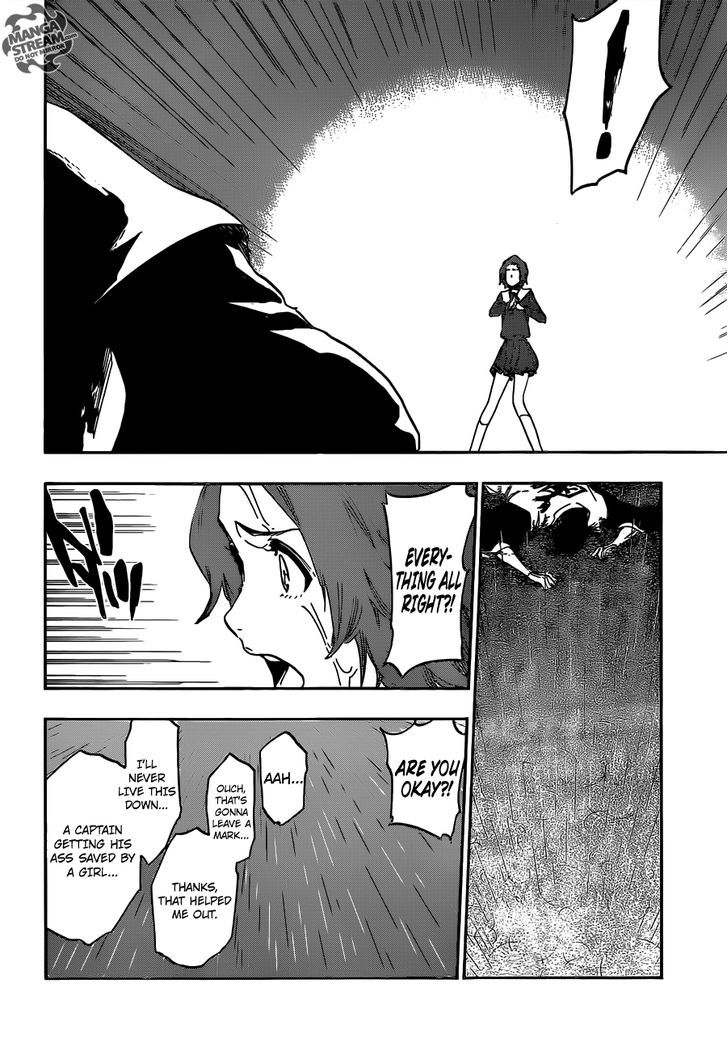 MANGA
STREAM
DO NOT MIRROR
!
EVERY-
THING ALL
RIGHT?!
ARE YOU
OKAY?!
AAH...
OUCH,
THAT'S
GONNA
LEAVE A
MARK...
THANKS,
THAT HELPED
ME OUT.
I'LL
NEVER
LIVE THIS
DOWN...
A CAPTAIN
GETTING HIS
ASS SAVED BY
A GIRL...